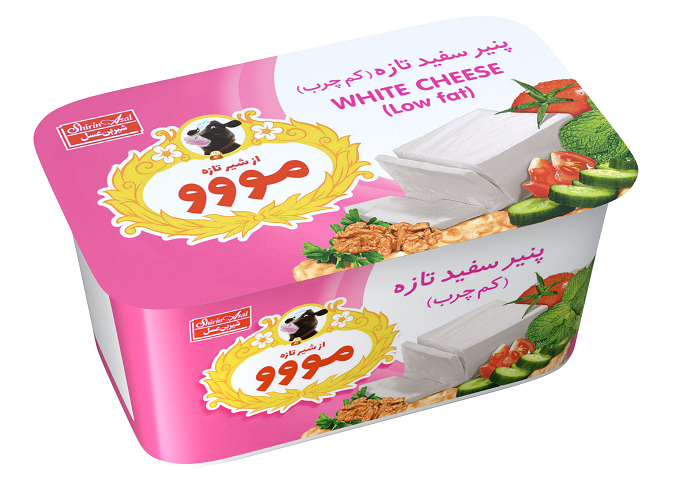 پنیر سفید تازه (کم چرب)
WHITE CHEESE
(Low fat)
Shirin Asal
شیرین عسل
از شیر تازه
مووو
پنیر سفید تازه
(کم چرب)
Shirin Asal
شیرین عسل
از شیر تازه
مووو